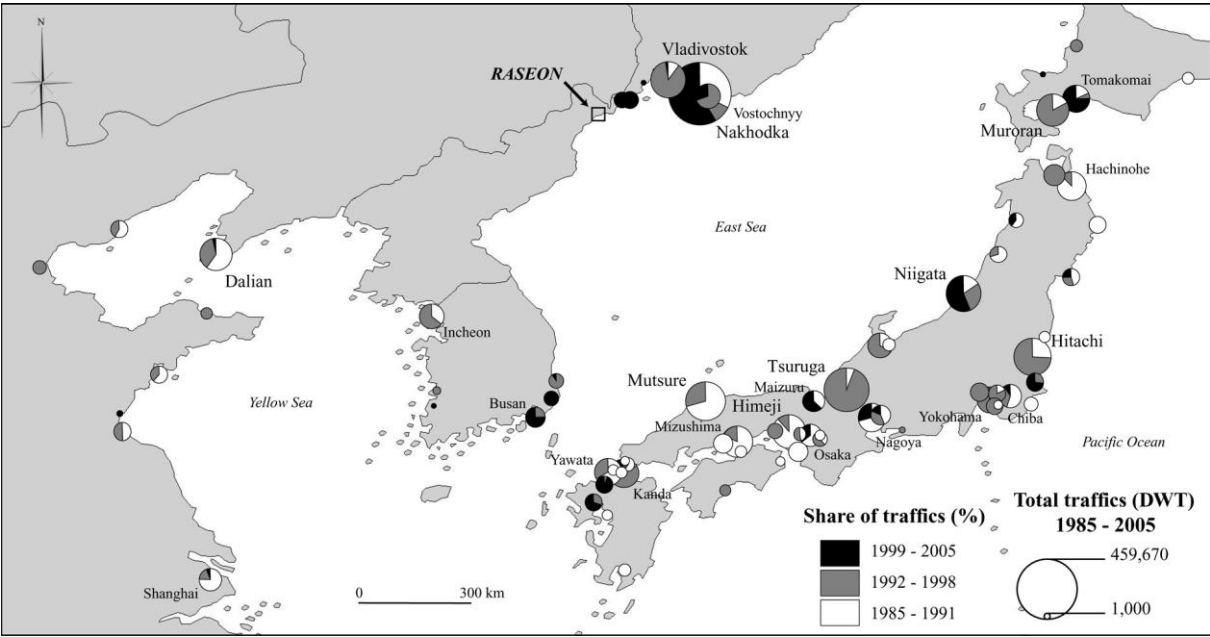 N
Vladivostok
RASEON
Vostochnyy
Nakhodka
Tomakomai
Muroran
Hachinohe
East Sea
Dalian
Niigata
Incheon
Hitachi
Tsuruga
Mutsure
Maizuru
Himeji
Yellow Sea
Busan
Mizushima
Yokohama
Chiba
Nagoya
Osaka
Pacific Ocean
Yawata
Kanda
Shanghai
0 300 km
Share of traffics (%)
1999 - 2005
1992 - 1998
1985 - 1991
Total traffics (DWT)
1985 - 2005
459,670
1,000